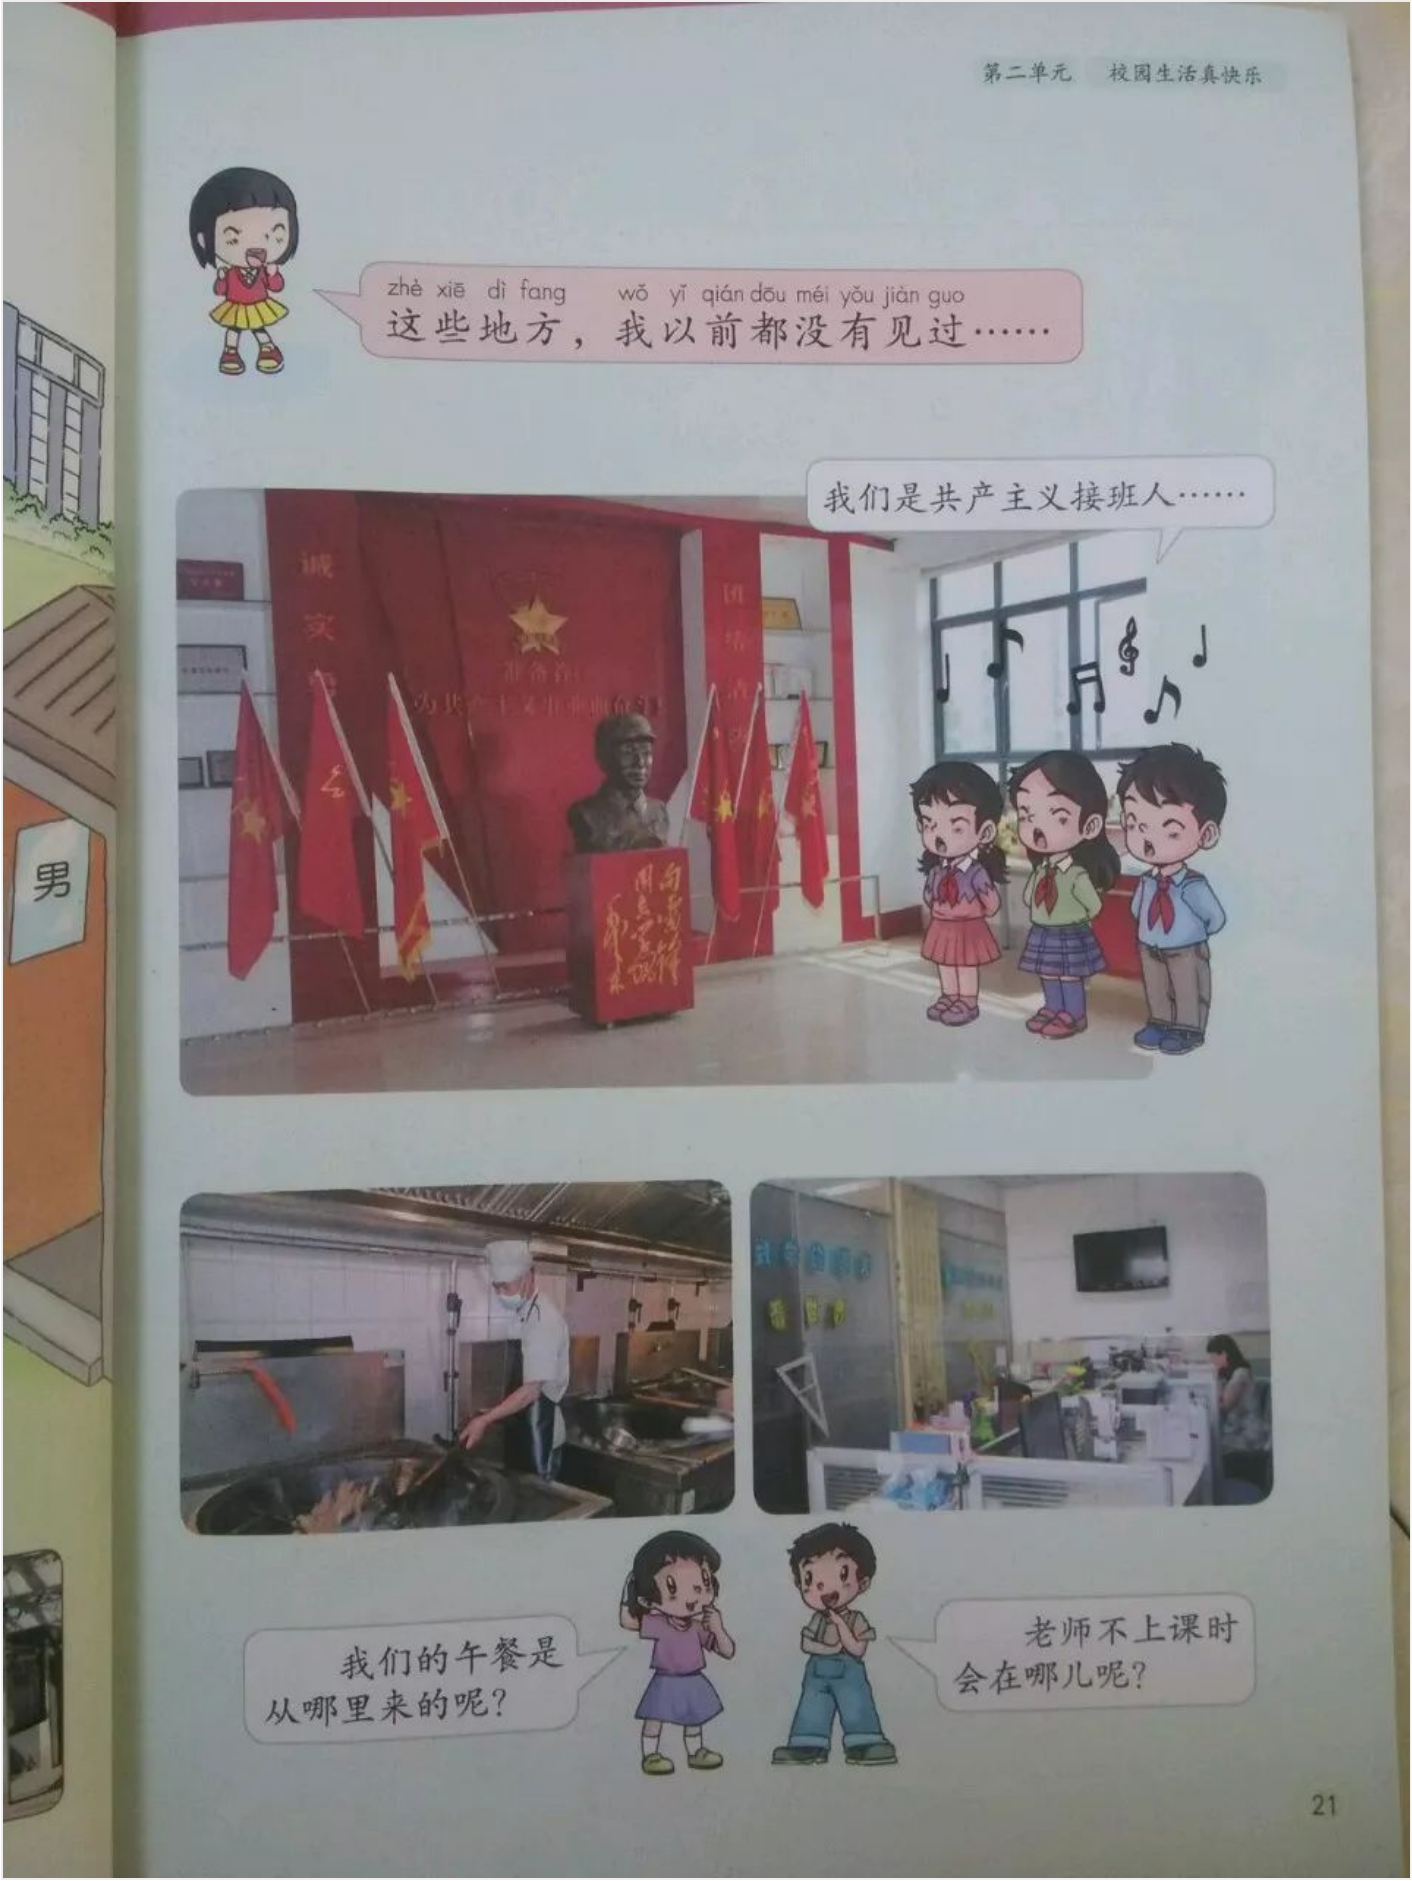 第二单元 校园生活真快乐
zhè xiē dì fang wǒ yǐ qián dōu méi yǒu jiàn guo
这些地方，我以前都没有见过……
我们是共产主义接班人……
诚
实
团
结
准备着
为共产主义事业而奋斗
男
向雷锋
同志学习
毛泽东
我们的午餐是
从哪里来的呢？
老师不上课时
会在哪儿呢？
21